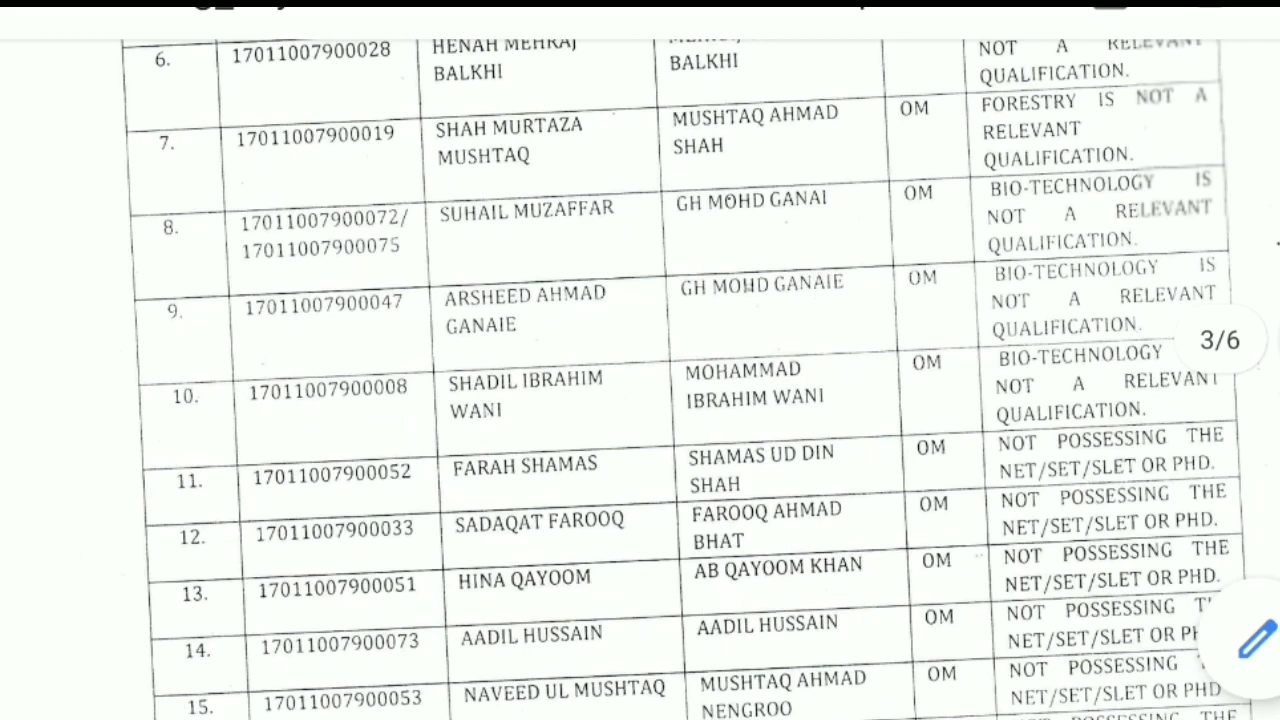 6. 17011007900028 HENAH MEHRAJ NOT A RELEVANT
BALKHI BALKHI QUALIFICATION.
7. 17011007900019 SHAH MURTAZA MUSHTAQ AHMAD OM FORESTRY IS NOT A
MUSHTAQ SHAH RELEVANT
QUALIFICATION.
8. 17011007900072/ SUHAIL MUZAFFAR GH MOHD GANAI OM BIO-TECHNOLOGY IS
17011007900075 NOT A RELEVANT
QUALIFICATION.
9. 17011007900047 ARSHEED AHMAD GH MOHD GANAIE OM BIO-TECHNOLOGY IS
GANAIE NOT A RELEVANT
QUALIFICATION.
3/6
10. 17011007900008 SHADIL IBRAHIM MOHAMMAD OM BIO-TECHNOLOGY
WANI IBRAHIM WANI NOT A RELEVANT
QUALIFICATION.
11. 17011007900052 FARAH SHAMAS SHAMAS UD DIN OM NOT POSSESSING THE
SHAH NET/SET/SLET OR PHD.
12. 17011007900033 SADAQAT FAROOQ FAROOQ AHMAD OM NOT POSSESSING THE
BHAT NET/SET/SLET OR PHD.
13. 17011007900051 HINA QAYOOM AB QAYOOM KHAN OM NOT POSSESSING THE
NET/SET/SLET OR PHD.
14. 17011007900073 AADIL HUSSAIN AADIL HUSSAIN OM NOT POSSESSING
NET/SET/SLET OR
15. 17011007900053 NAVEED UL MUSHTAQ MUSHTAQ AHMAD OM NOT POSSESSING
NENGROO NET/SET/SLET OR PHD